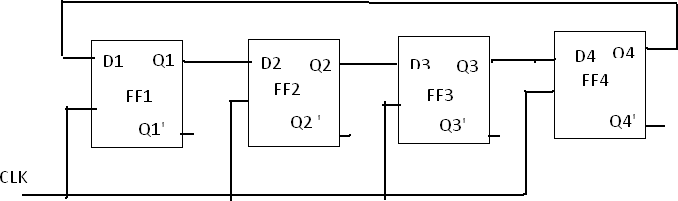 D1 Q1
FF1
Q1'
D2 Q2
FF2
Q2 '
D3 Q3
FF3
Q3'
D4 Q4
FF4
Q4'
CLK